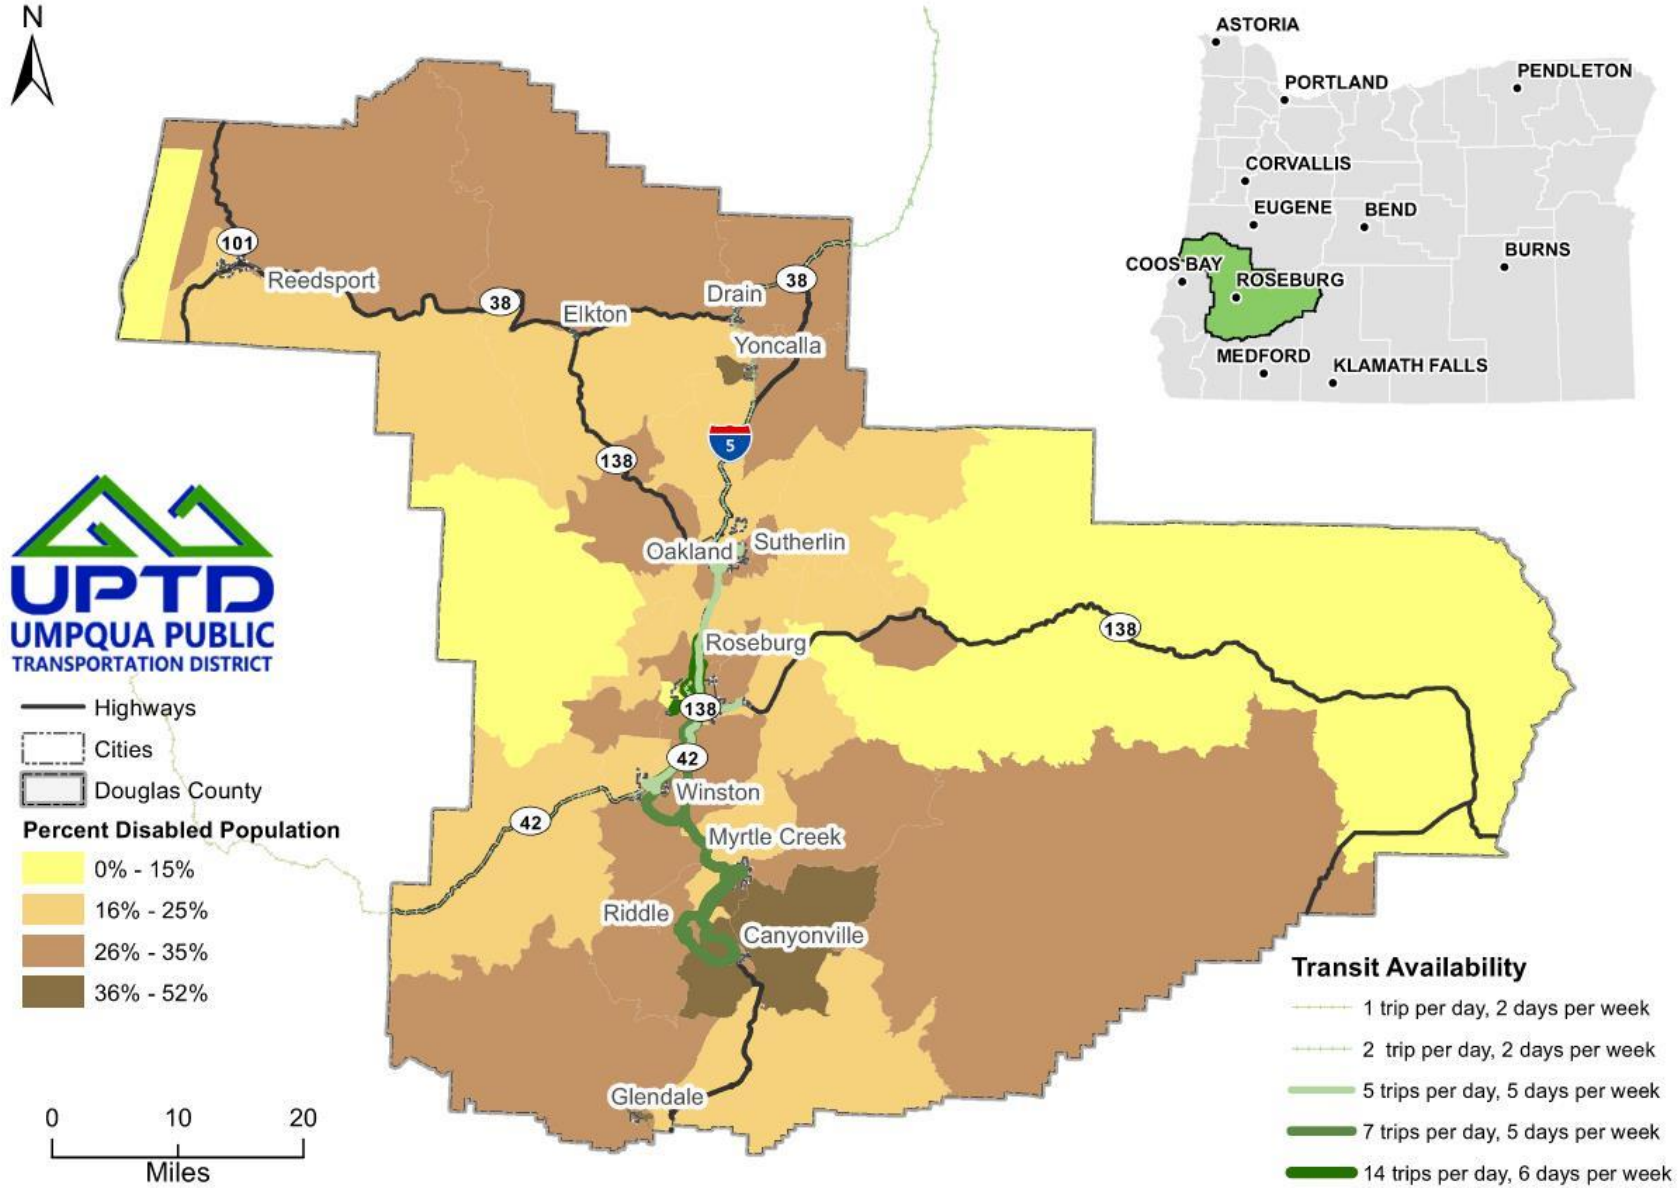 N
ASTORIA
PORTLAND
PENDLETON
CORVALLIS
EUGENE
BEND
BURNS
COOS BAY
ROSEBURG
MEDFORD
KLAMATH FALLS
101
Reedsport
38
38
Elkton
Drain
Yoncalla
5
138
Oakland
Sutherlin
Roseburg
138
138
42
Winston
42
Myrtle Creek
Riddle
Canyonville
Glendale
UPTD
UMPQUA PUBLIC
TRANSPORTATION DISTRICT
Highways
Cities
Douglas County
Percent Disabled Population
0% - 15%
16% - 25%
26% - 35%
36% - 52%
0 10 20
Miles
Transit Availability
1 trip per day, 2 days per week
2 trip per day, 2 days per week
5 trips per day, 5 days per week
7 trips per day, 5 days per week
14 trips per day, 6 days per week